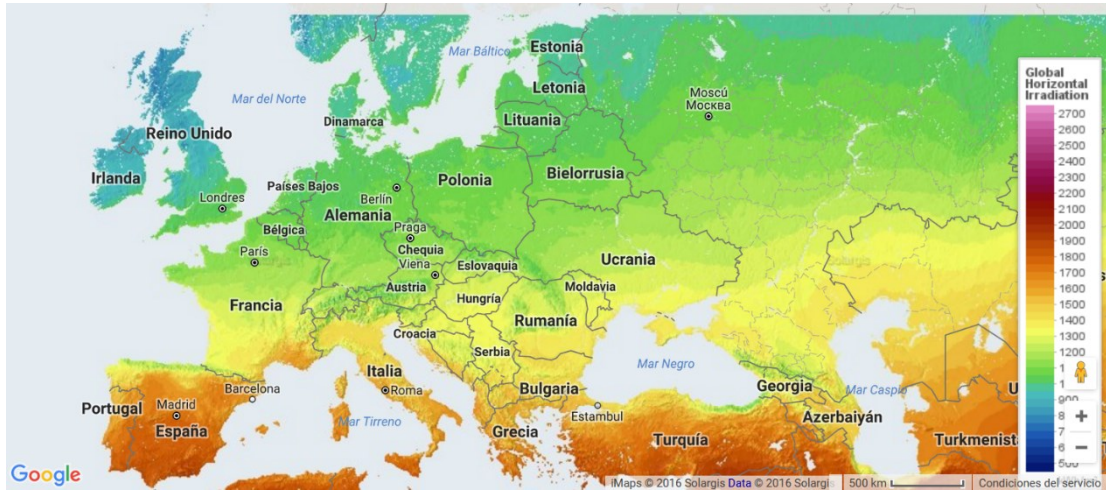 Estonia
Mar Báltico
Letonia
Moscú
Москва
Mar del Norte
Dinamarca
Lituania
Reino Unido
Irlanda
Países Bajos
Berlín
Polonia
Bielorrusia
Londres
Alemania
Bélgica
Praga
Chequia
París
Viena
Eslovaquia
Ucrania
Solargis
Austria
Moldavia
Francia
Hungría
Rumanía
Croacia
Serbia
Italia
Mar Negro
Barcelona
Roma
Bulgaria
Georgia
Mar Caspio
Portugal
Madrid
España
Mar Tirreno
Estambul
Azerbaiyán
Grecia
Turquía
Turkmenist
Global
Horizontal
Irradiation
2700
2600
2500
2400
2300
2200
2100
2000
1900
1800
1700
1600
1500
1400
1300
1200
+
−
Google
iMaps © 2016 Solargis Data © 2016 Solargis
500 km
Condiciones del servicio